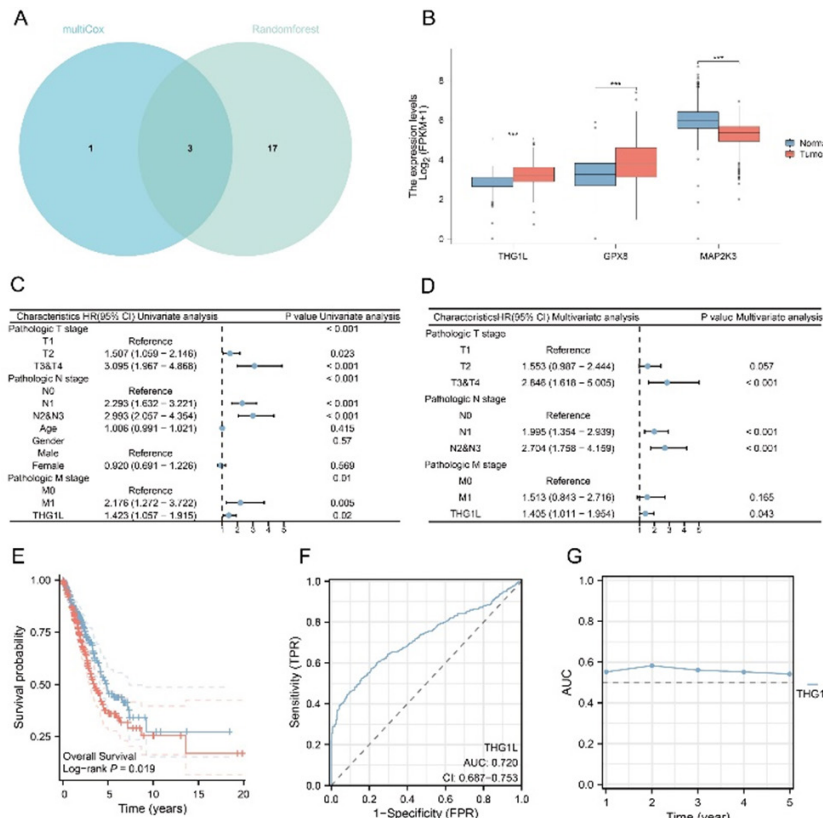 A
multiCox
Randomforest
1
3
17
B
The expression levels
Log2 (FPKM+1)
6
4
2
0
THG1L
GPX8
MAP2K3
***
***
Norma
Tumo
C
Characteristics HR(95% CI) Univariate analysis P value Univariate analysis
Pathologic T stage < 0.001
T1 Reference
T2 1.507 (1.059 − 2.146) 0.023
T3&T4 3.095 (1.967 − 4.868) < 0.001
Pathologic N stage < 0.001
N0 Reference
N1 2.293 (1.632 − 3.221) < 0.001
N2&N3 2.993 (2.057 − 4.354) < 0.001
Age 1.006 (0.991 − 1.021) 0.415
Gender 0.57
Male Reference
Female 0.920 (0.691 − 1.226) 0.569
Pathologic M stage 0.01
M0 Reference
M1 2.176 (1.272 − 3.722) 0.005
THG1L 1.423 (1.057 − 1.915) 0.02
1 2 3 4 5
D
CharacteristicsHR(95% CI) Multivariate analysis P value Multivariate analysis
Pathologic T stage
T1 Reference
T2 1.553 (0.987 − 2.444) 0.057
T3&T4 2.846 (1.618 − 5.005) < 0.001
Pathologic N stage
N0 Reference
N1 1.995 (1.354 − 2.939) < 0.001
N2&N3 2.704 (1.758 − 4.159) < 0.001
Pathologic M stage
M0 Reference
M1 1.513 (0.843 − 2.716) 0.165
THG1L 1.405 (1.011 − 1.954) 0.043
1 2 3 4 5
E
Survival probability
1.00
0.75
0.50
0.25
Overall Survival
Log-rank P = 0.019
0 5 10 15 20
Time (years)
F
Sensitivity (TPR)
1.0
0.8
0.6
0.4
0.2
0.0
THG1L
AUC: 0.720
CI: 0.687−0.753
0.0 0.2 0.4 0.6 0.8 1.0
1-Specificity (FPR)
G
AUC
1.0
0.8
0.6
0.4
0.2
0.0
THG1
1 2 3 4 5
Time (year)